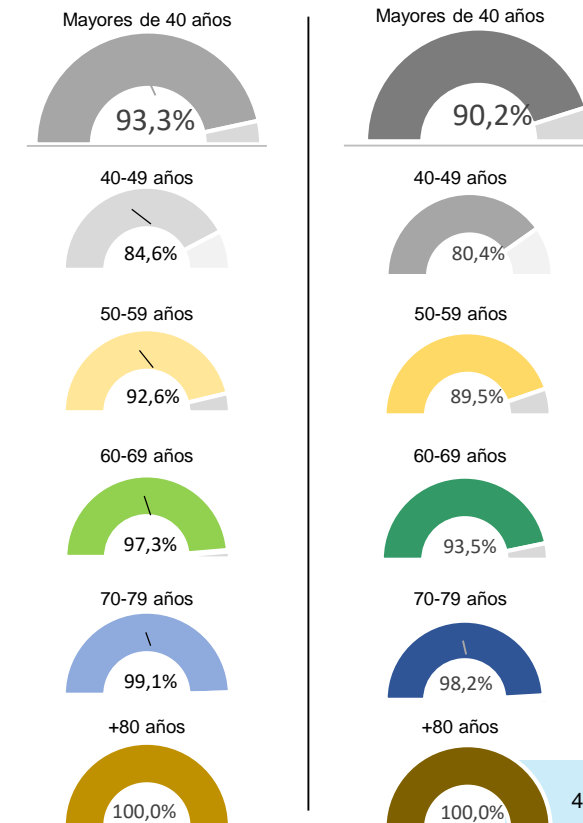 Mayores de 40 años
93,3%
40-49 años
84,6%
50-59 años
92,6%
60-69 años
97,3%
70-79 años
99,1%
+80 años
100,0%
Mayores de 40 años
90,2%
40-49 años
80,4%
50-59 años
89,5%
60-69 años
93,5%
70-79 años
98,2%
+80 años
100,0%
4